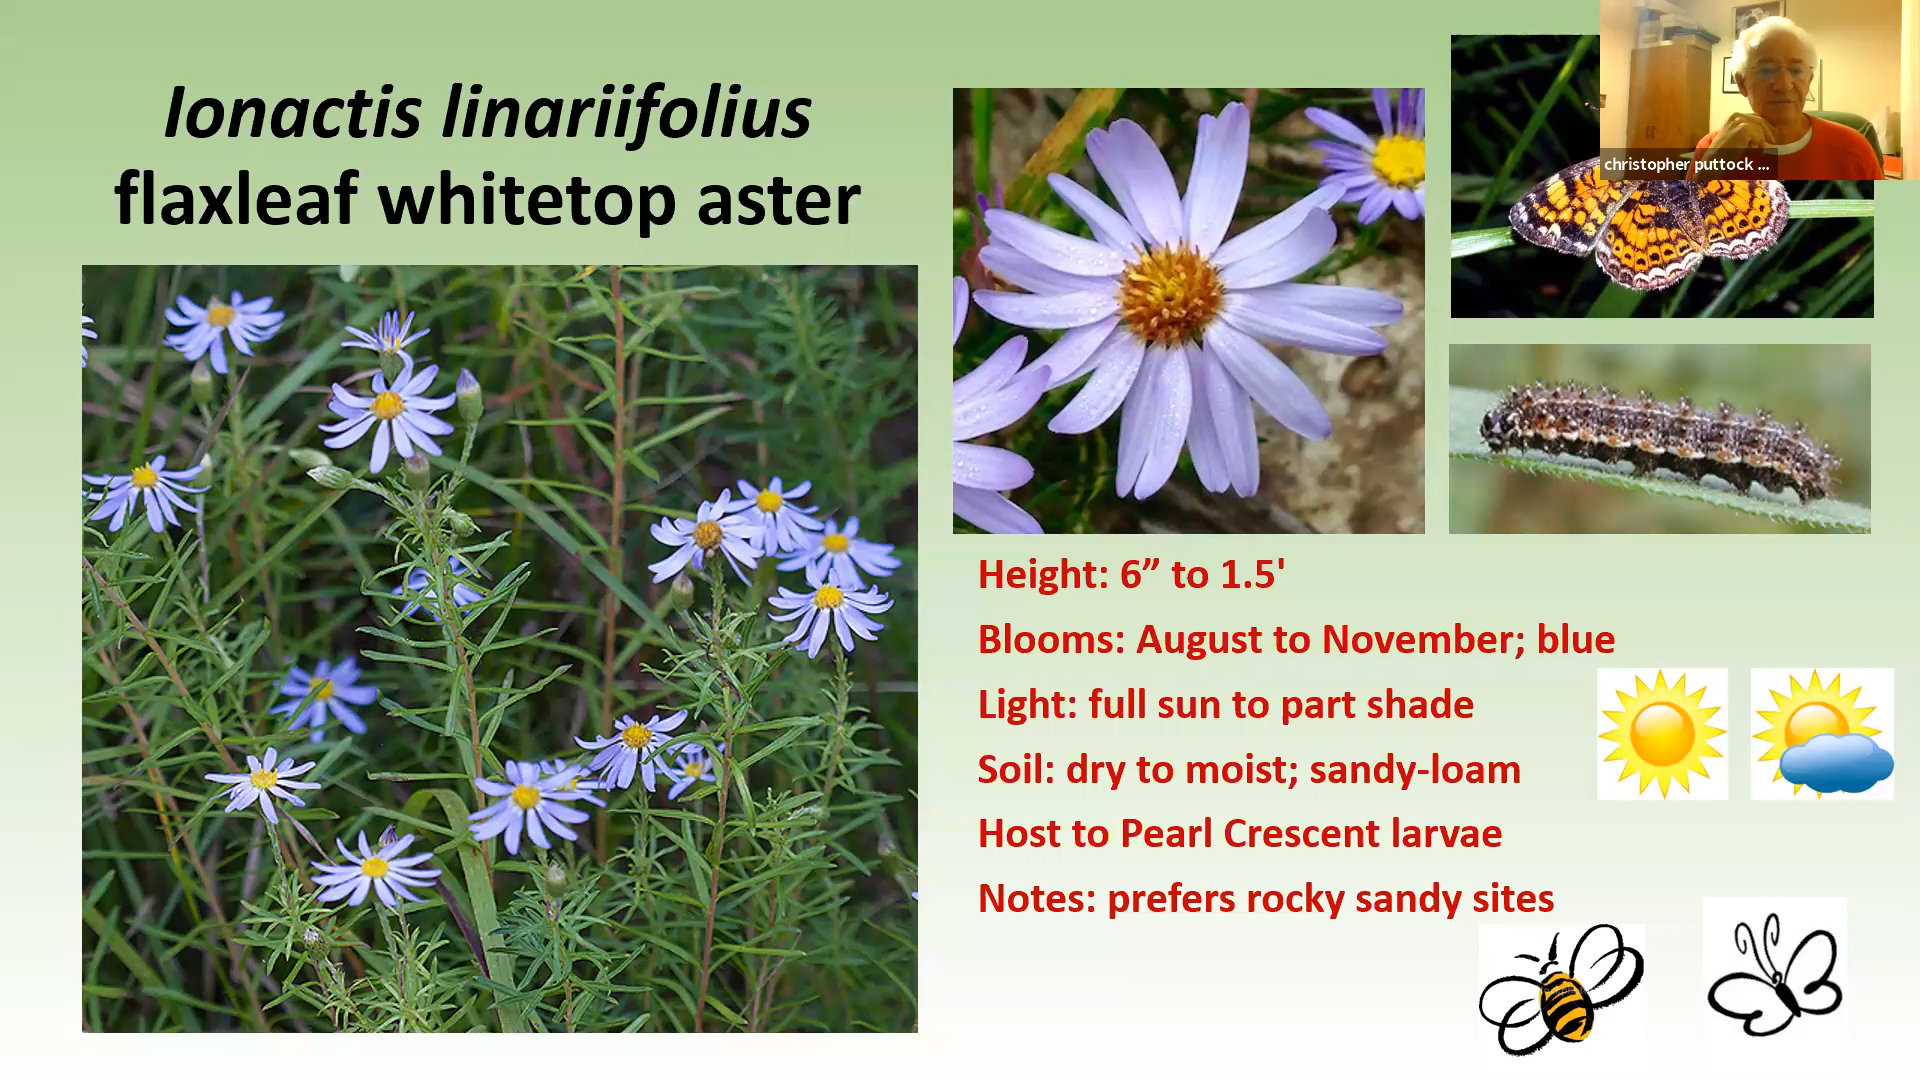 Ionactis linariifolius
flaxleaf whitetop aster
christopher puttock ...
Height: 6” to 1.5'
Blooms: August to November; blue
Light: full sun to part shade
Soil: dry to moist; sandy-loam
Host to Pearl Crescent larvae
Notes: prefers rocky sandy sites